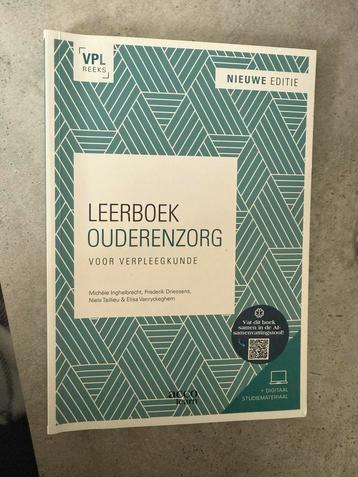 VPL
REEKS
NIEUWE EDITIE
LEERBOEK
OUDERENZORG
VOOR VERPLEEGKUNDE
Michèle Inghelbrecht, Frederik Driessens,
Niels Taillieu & Elisa Vanryckeghem
Vat dit boek
samen in de AI-
samenvattingstool!
+ DIGITAAL
STUDIEMATERIAAL
acco
learn